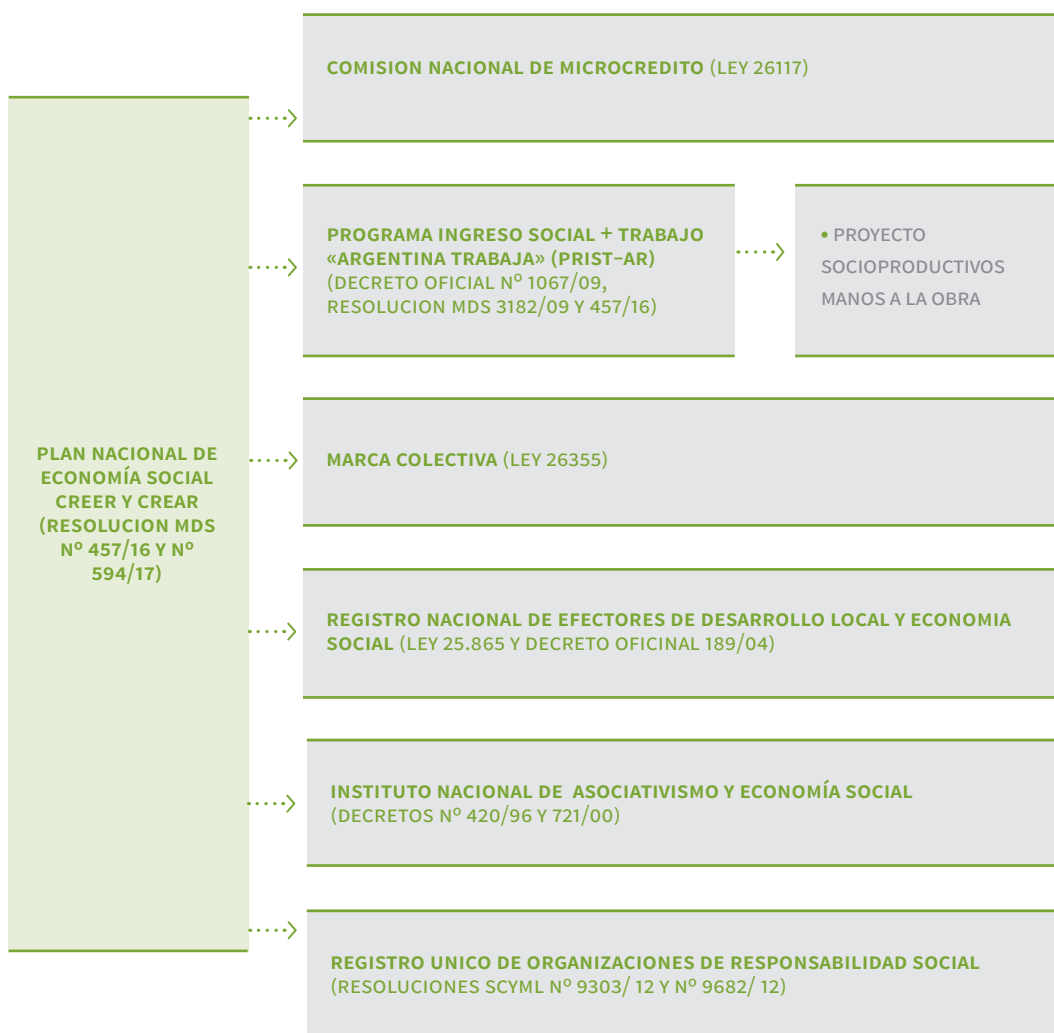 COMISION NACIONAL DE MICROCREDITO (LEY 26117)
PROGRAMA INGRESO SOCIAL + TRABAJO
«ARGENTINA TRABAJA» (PRIST-AR)
(DECRETO OFICIAL Nº 1067/09,
RESOLUCION MDS 3182/09 Y 457/16)
• PROYECTO
SOCIOPRODUCTIVOS
MANOS A LA OBRA
PLAN NACIONAL DE
ECONOMÍA SOCIAL
CREER Y CREAR
(RESOLUCION MDS
Nº 457/16 Y Nº
594/17)
MARCA COLECTIVA (LEY 26355)
REGISTRO NACIONAL DE EFECTORES DE DESARROLLO LOCAL Y ECONOMIA
SOCIAL (LEY 25.865 Y DECRETO OFICINAL 189/04)
INSTITUTO NACIONAL DE ASOCIATIVISMO Y ECONOMÍA SOCIAL
(DECRETOS Nº 420/96 Y 721/00)
REGISTRO UNICO DE ORGANIZACIONES DE RESPONSABILIDAD SOCIAL
(RESOLUCIONES SCYML Nº 9303/ 12 Y Nº 9682/ 12)